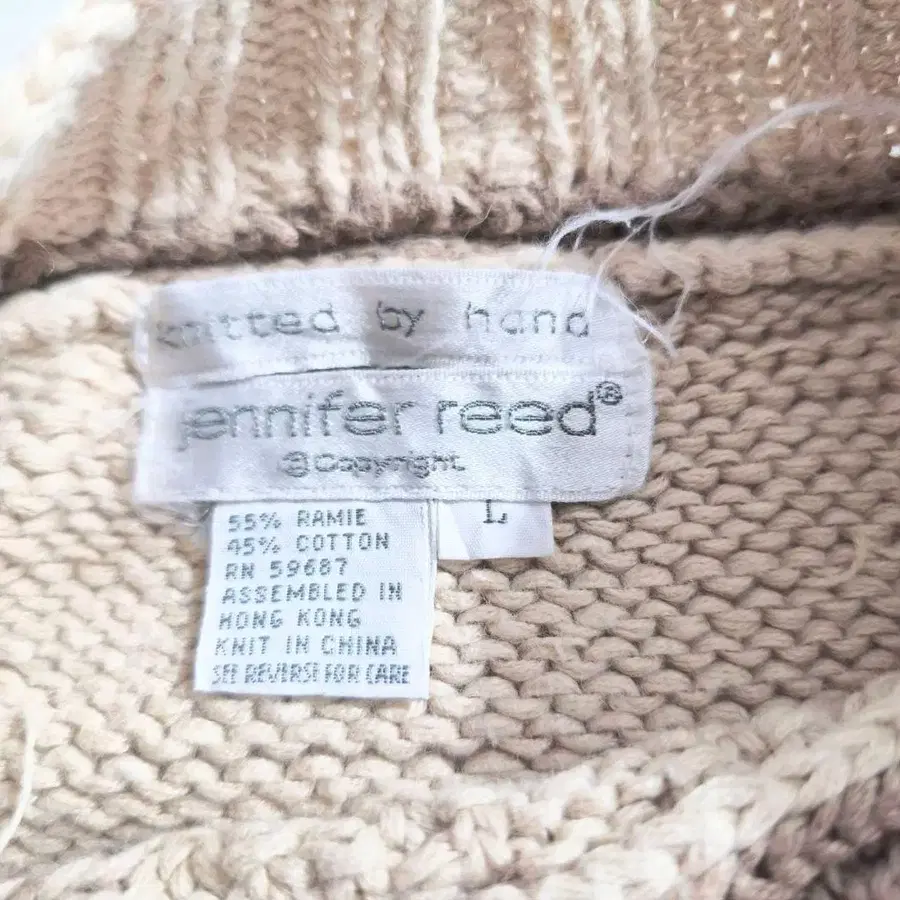 knitted by hand
jennifer reed®
© Copyright
L
55% RAMIE
45% COTTON
RN 59687
ASSEMBLED IN
HONG KONG
KNIT IN CHINA
SEE REVERSE FOR CARE